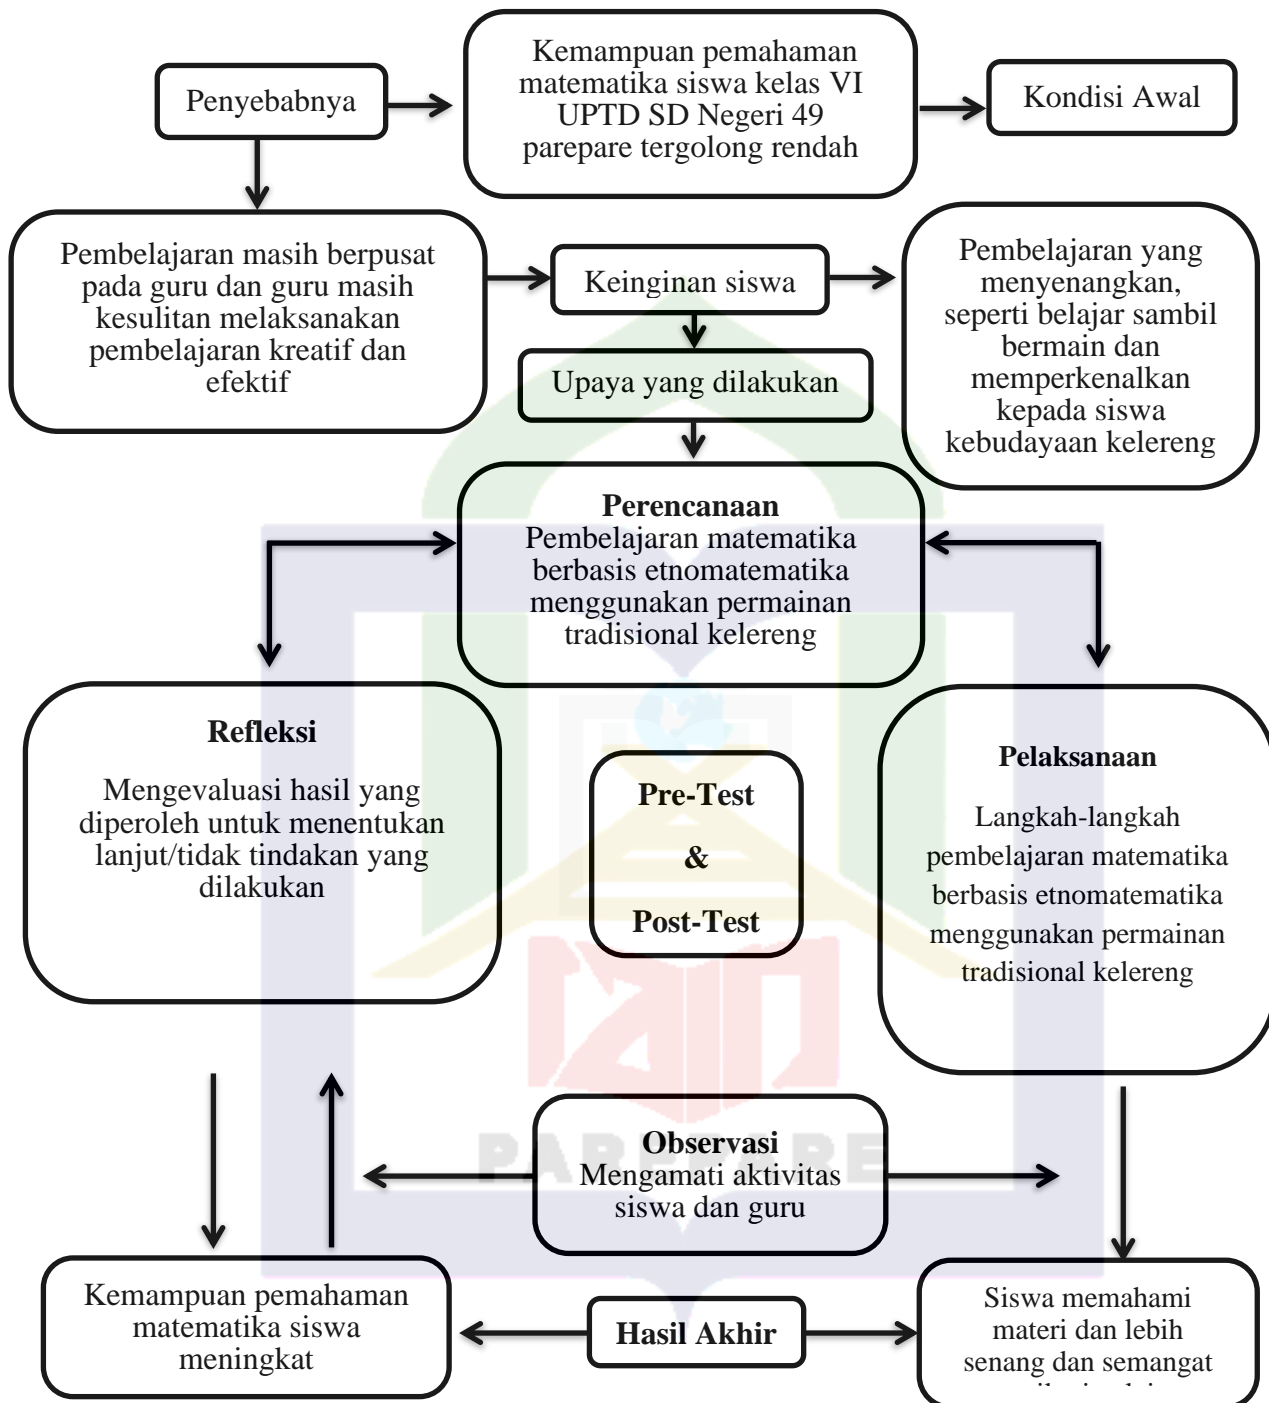 Kemampuan pemahaman
matematika siswa kelas VI
UPTD SD Negeri 49
parepare tergolong rendah
Penyebabnya
Kondisi Awal
Pembelajaran masih berpusat
pada guru dan guru masih
kesulitan melaksanakan
pembelajaran kreatif dan
efektif
Keinginan siswa
Pembelajaran yang
menyenangkan,
seperti belajar sambil
bermain dan
memperkenalkan
kepada siswa
kebudayaan kelereng
Upaya yang dilakukan
Perencanaan
Pembelajaran matematika
berbasis etnomatematika
menggunakan permainan
tradisional kelereng
Refleksi
Mengevaluasi hasil yang
diperoleh untuk menentukan
lanjut/tidak tindakan yang
dilakukan
Pre-Test
&
Post-Test
Pelaksanaan
Langkah-langkah
pembelajaran matematika
berbasis etnomatematika
menggunakan permainan
tradisional kelereng
Observasi
Mengamati aktivitas
siswa dan guru
PAREPARE
Kemampuan pemahaman
matematika siswa
meningkat
Hasil Akhir
Siswa memahami
materi dan lebih
senang dan semangat